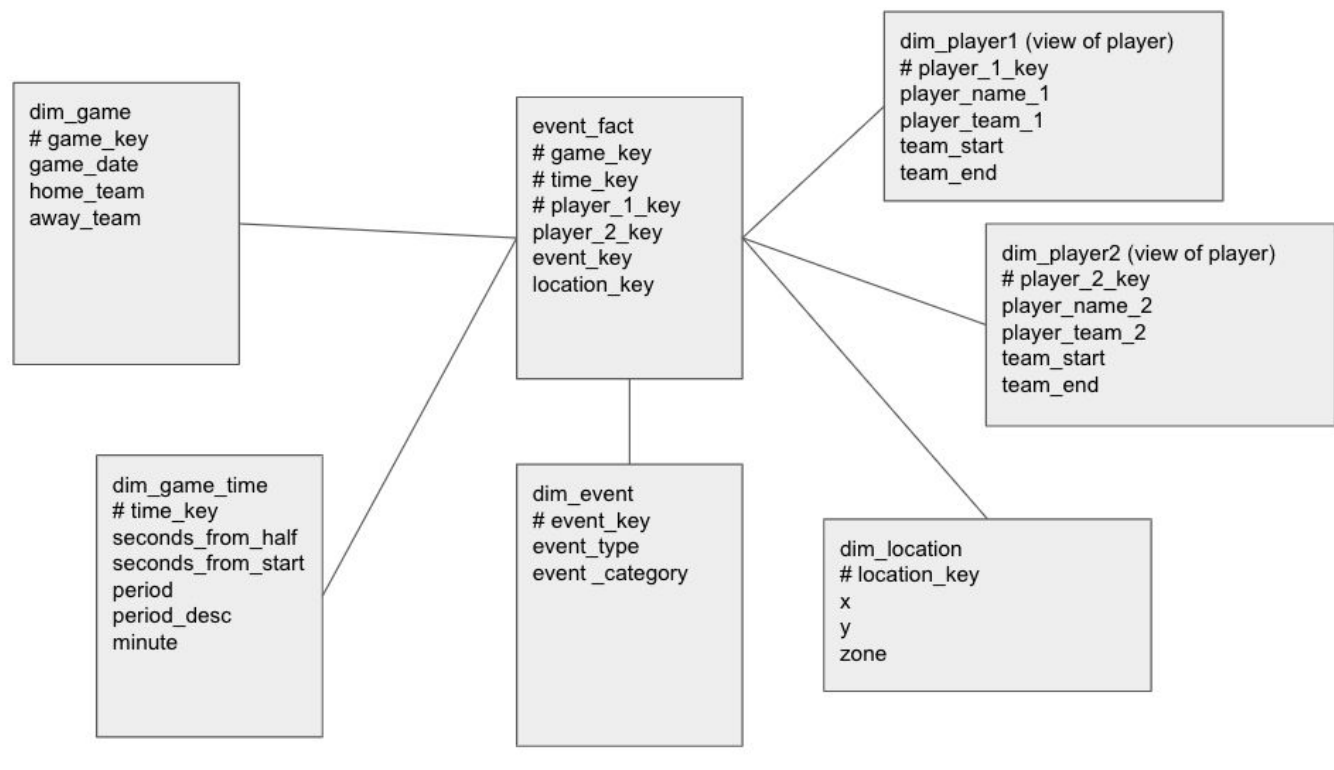 dim_game
# game_key
game_date
home_team
away_team
event_fact
# game_key
# time_key
# player_1_key
player_2_key
event_key
location_key
dim_player1 (view of player)
# player_1_key
player_name_1
player_team_1
team_start
team_end
dim_player2 (view of player)
# player_2_key
player_name_2
player_team_2
team_start
team_end
dim_game_time
# time_key
seconds_from_half
seconds_from_start
period
period_desc
minute
dim_event
# event_key
event_type
event _category
dim_location
# location_key
x
y
zone